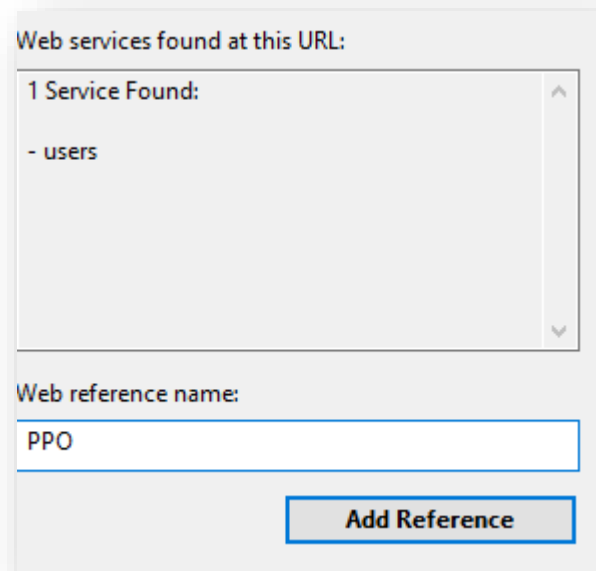 Web services found at this URL:
1 Service Found:
- users
Web reference name:
PPO
Add Reference